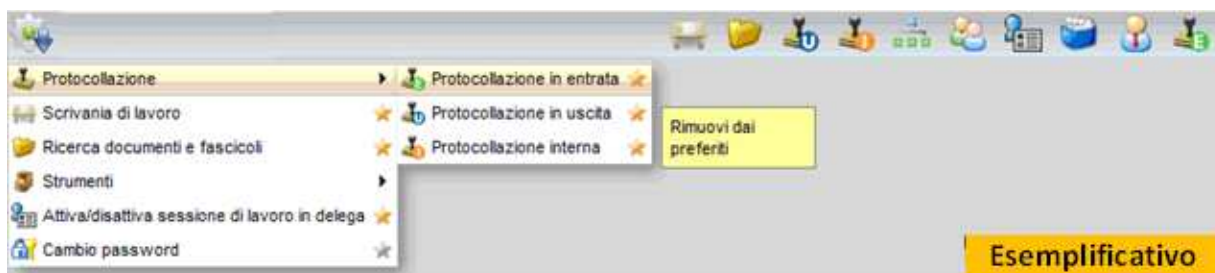 Protocollazione
Protocollazione in entrata
Scrivania di lavoro
Protocollazione in uscita
Ricerca documenti e fascicoli
Protocollazione interna
Strumenti
Attiva/disattiva sessione di lavoro in delega
Cambio password
Rimuovi dai
preferiti
Esemplificativo